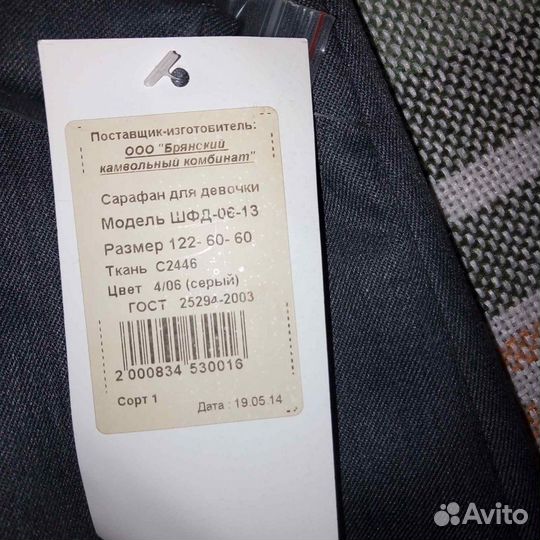 Поставщик-изготовитель:
ООО "Брянский
камвольный комбинат"
Сарафан для девочки
Модель ШФД-06-13
Размер 122- 60- 60
Ткань С2446
Цвет 4/06 (серый)
ГОСТ 25294-2003
2 000834 530016
Сорт 1 Дата : 19.05.14
Avito